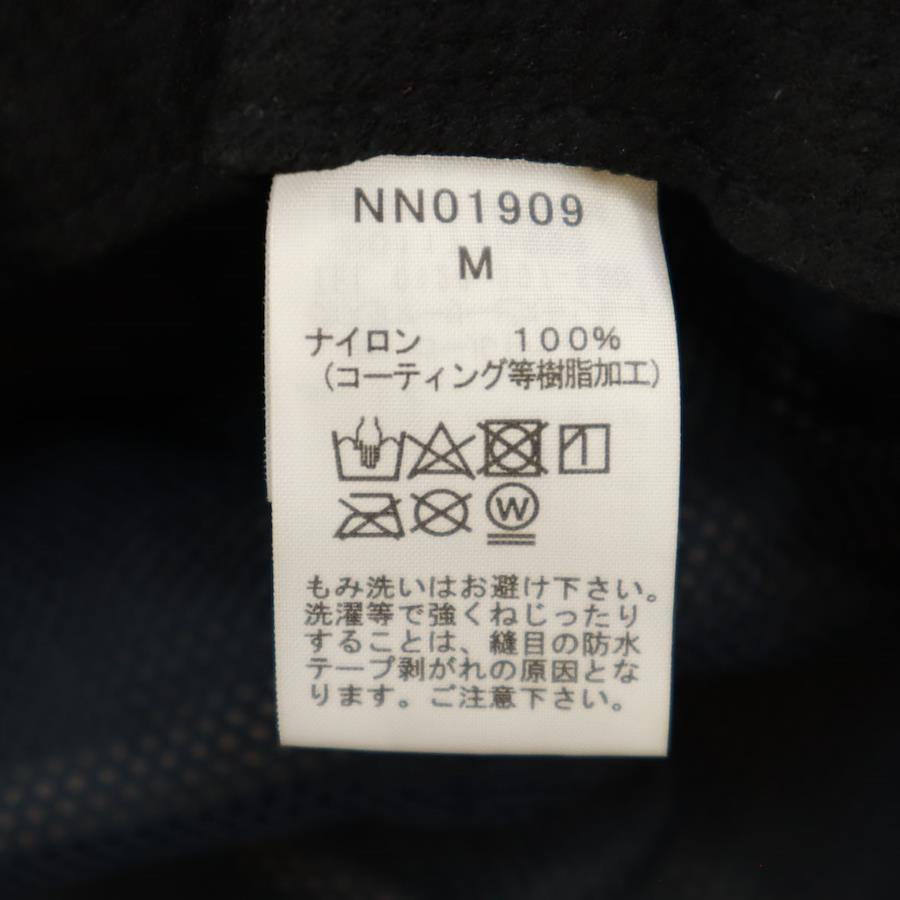 NN01909
M
ナイロン　　　100%
（コーティング等樹脂加工）
W
もみ洗いはお避け下さい。
洗濯等で強くねじったり
することは、縫目の防水
テープ剥がれの原因とな
ります。ご注意下さい。